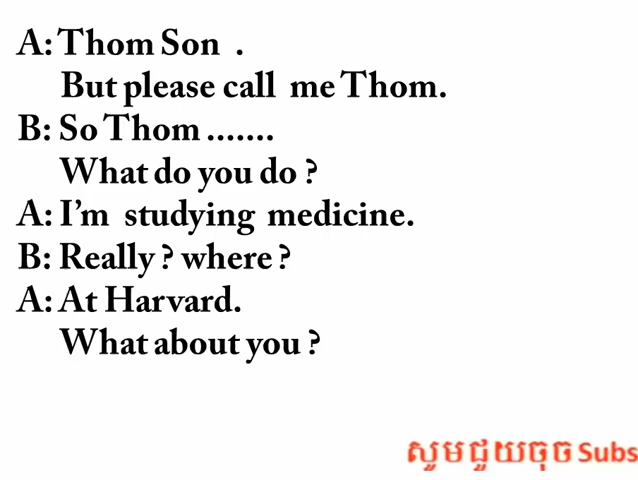 A: Thom Son .
But please call me Thom.
B: So Thom .......
What do you do ?
A: I'm studying medicine.
B: Really ? where ?
A: At Harvard.
What about you ?
សូមជួយចុច Subs